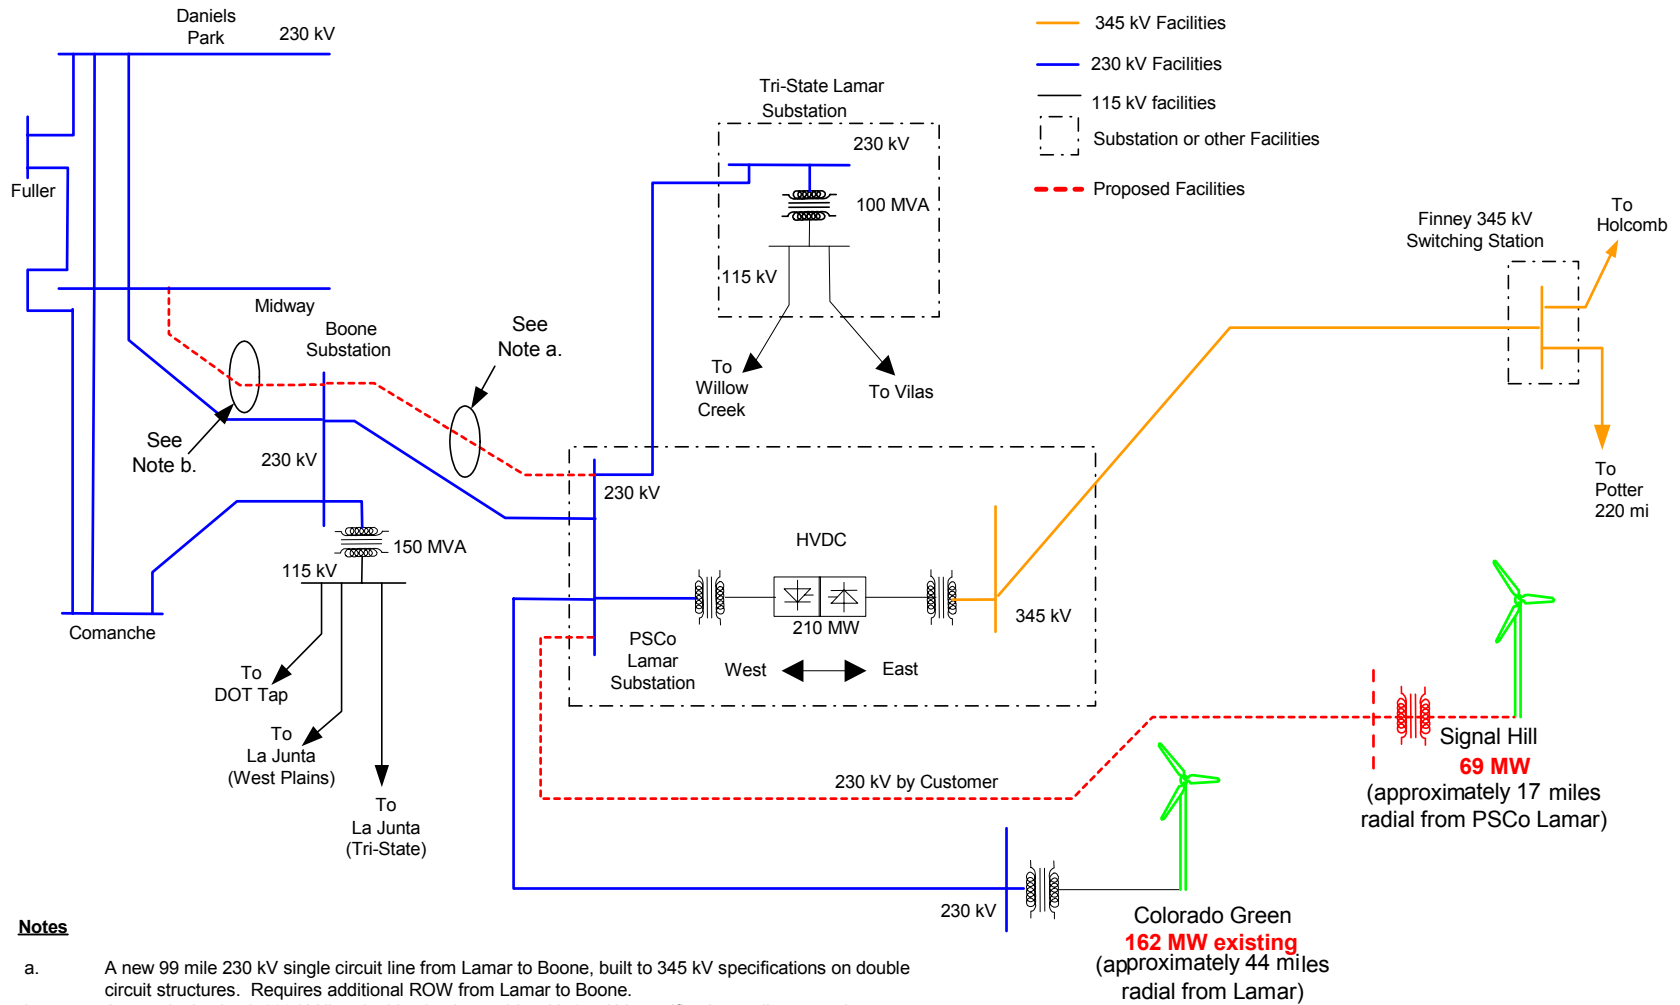 Daniels
Park
230 kV
345 kV Facilities
230 kV Facilities
115 kV facilities
Substation or other Facilities
Proposed Facilities
Tri-State Lamar
Substation
230 kV
100 MVA
115 kV
To
Willow
Creek
To Vilas
Fuller
Midway
Boone
Substation
See
Note a.
See
Note b.
230 kV
Finney 345 kV
Switching Station
To
Holcomb
To
Potter
220 mi
230 kV
HVDC
210 MW
345 kV
PSCo
Lamar
Substation
West
East
150 MVA
115 kV
Comanche
To
DOT Tap
To
La Junta
(West Plains)
To
La Junta
(Tri-State)
230 kV by Customer
Signal Hill
69 MW
(approximately 17 miles
radial from PSCo Lamar)
230 kV
Colorado Green
162 MW existing
(approximately 44 miles
radial from Lamar)
Notes
a. A new 99 mile 230 kV single circuit line from Lamar to Boone, built to 345 kV specifications on double
circuit structures. Requires additional ROW from Lamar to Boone.